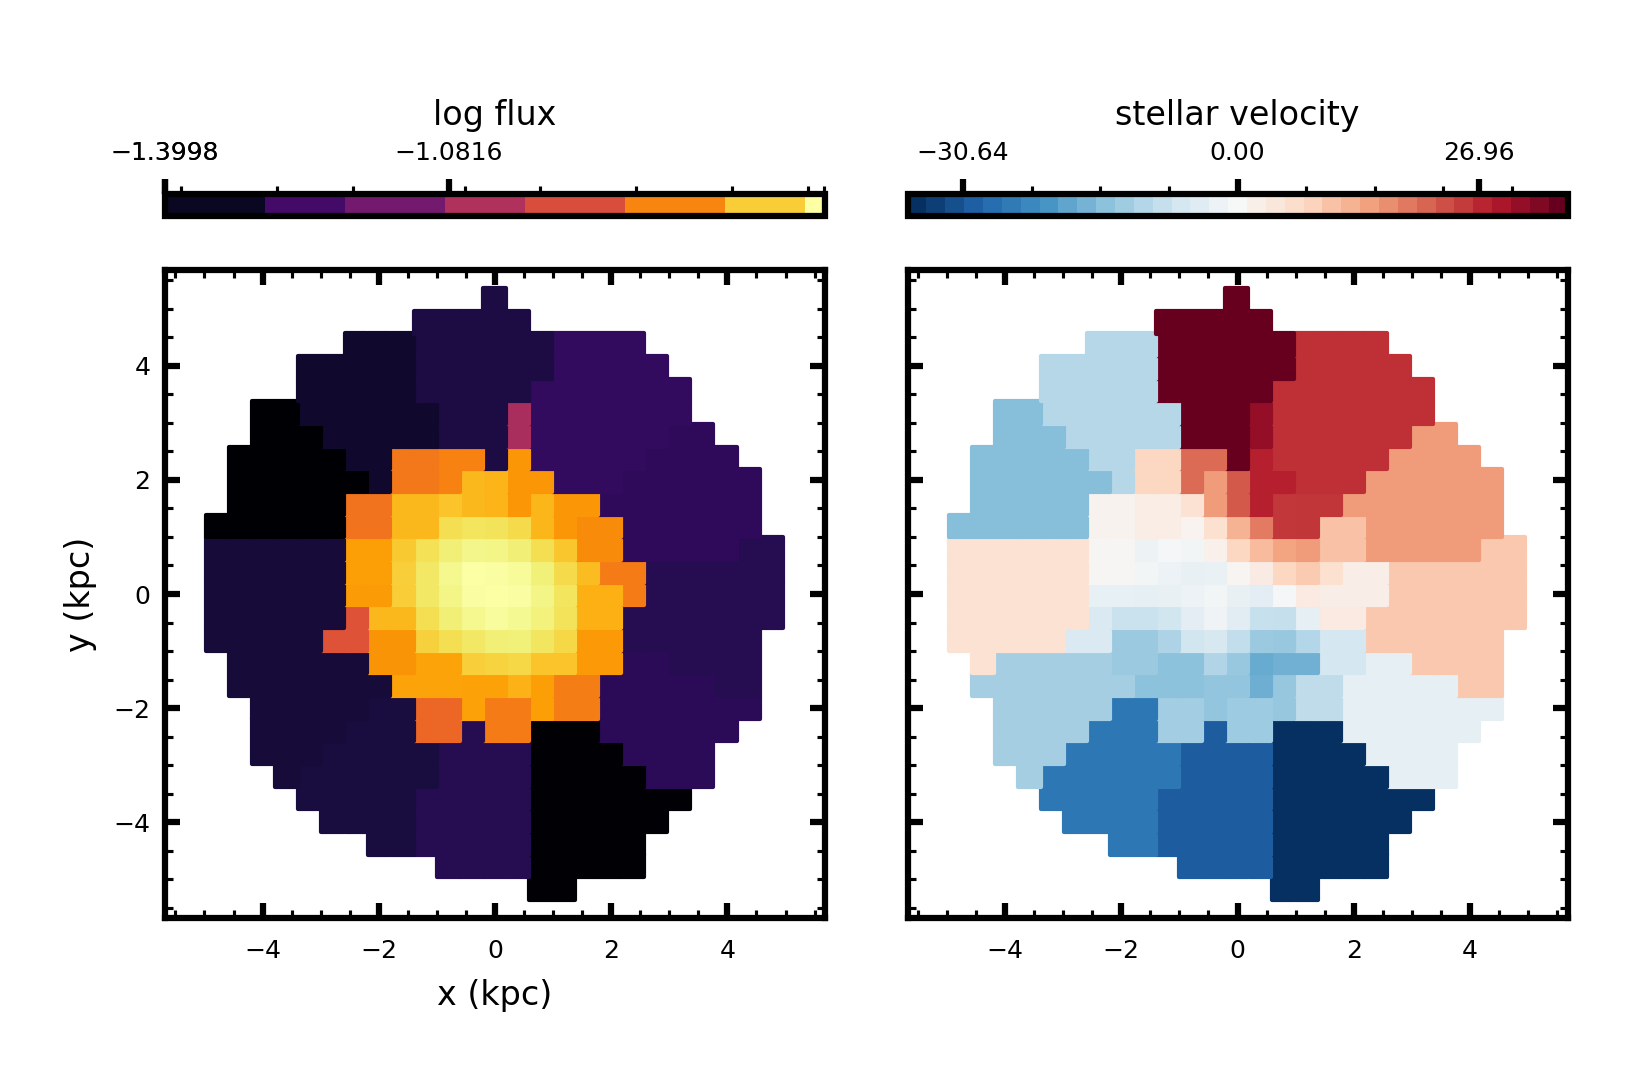 log flux
stellar velocity
−1.3998 −1.0816
−30.64 0.00 26.96
4
2
0
−2
−4
y (kpc)
−4 −2 0 2 4
−4 −2 0 2 4
x (kpc)